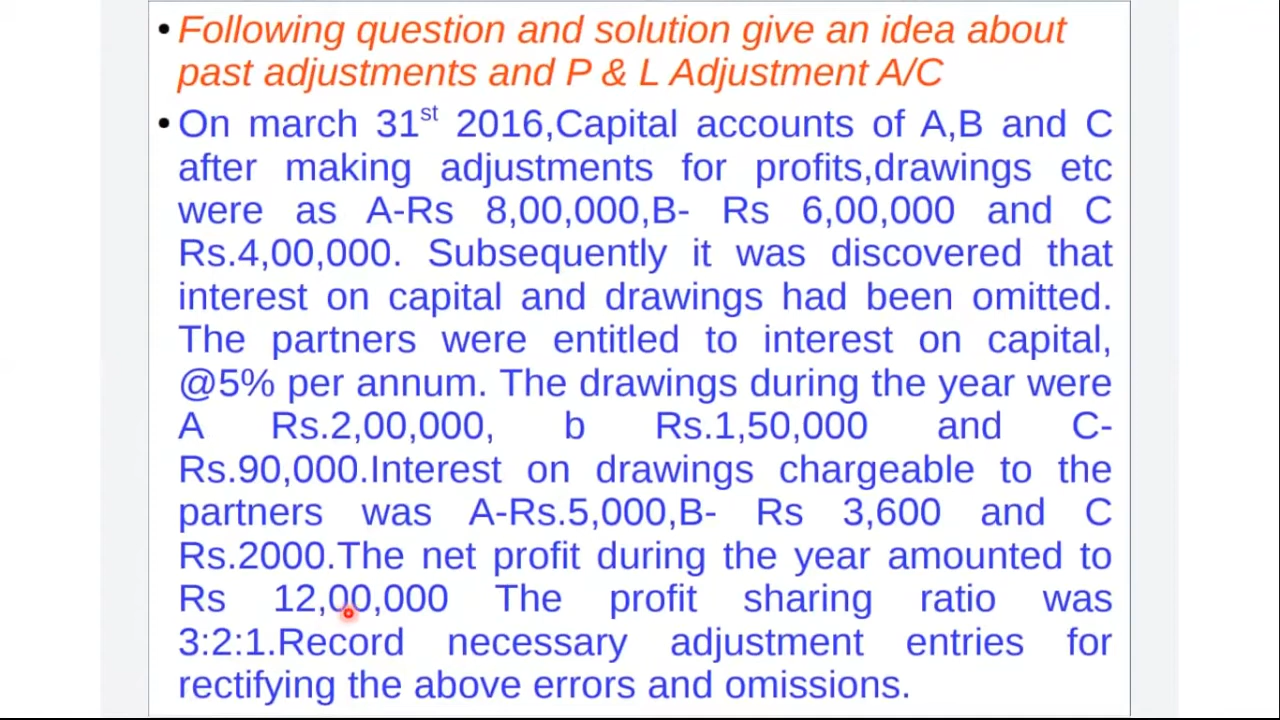 • Following question and solution give an idea about
past adjustments and P & L Adjustment A/C
• On march 31st 2016,Capital accounts of A,B and C
after making adjustments for profits,drawings etc
were as A-Rs 8,00,000,B- Rs 6,00,000 and C
Rs.4,00,000. Subsequently it was discovered that
interest on capital and drawings had been omitted.
The partners were entitled to interest on capital,
@5% per annum. The drawings during the year were
A Rs.2,00,000, b Rs.1,50,000 and C-
Rs.90,000.Interest on drawings chargeable to the
partners was A-Rs.5,000,B- Rs 3,600 and C
Rs.2000.The net profit during the year amounted to
Rs 12,00,000 The profit sharing ratio was
3:2:1.Record necessary adjustment entries for
rectifying the above errors and omissions.